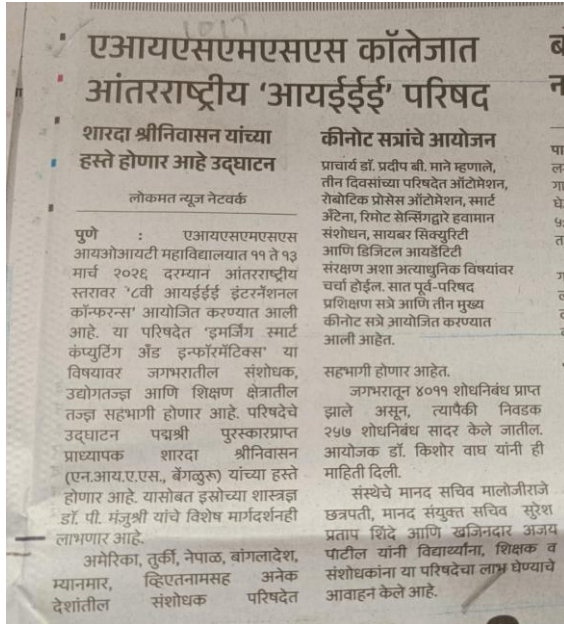 एआयएसएमएसएस कॉलेजात
आंतरराष्ट्रीय ‘आयईईई’ परिषद
शारदा श्रीनिवासन यांच्या
हस्ते होणार आहे उद्घाटन
लोकमत न्यूज नेटवर्क
पुणे : एआयएसएमएसएस
आयओआयटी महाविद्यालयात ११ ते १३
मार्च २०२६ दरम्यान आंतरराष्ट्रीय
स्तरावर ‘८वी आयईईई इंटरनॅशनल
कॉन्फरन्स’ आयोजित करण्यात आली
आहे. या परिषदेत ‘इमर्जिंग स्मार्ट
कंप्युटिंग अँड इन्फॉरमॅटिक्स’ या
विषयावर जगभरातील संशोधक,
उद्योगतज्ज्ञ आणि शिक्षण क्षेत्रातील
तज्ज्ञ सहभागी होणार आहे. परिषदेचे
उद्घाटन पद्मश्री पुरस्कारप्राप्त
प्राध्यापक शारदा श्रीनिवासन
(एन.आय.ए.एस., बेंगळुरू) यांच्या हस्ते
होणार आहे. यासोबत इस्रोच्या शास्त्रज्ञ
डॉ. पी. मंजुश्री यांचे विशेष मार्गदर्शनही
लाभणार आहे.
अमेरिका, तुर्की, नेपाळ, बांगलादेश,
म्यानमार, व्हिएतनामसह अनेक
देशांतील संशोधक परिषदेत
कीनोट सत्रांचे आयोजन
प्राचार्य डॉ. प्रदीप बी. माने म्हणाले,
तीन दिवसांच्या परिषदेत ऑटोमेशन,
रोबोटिक प्रोसेस ऑटोमेशन, स्मार्ट
अँटेना, रिमोट सेन्सिंगद्वारे हवामान
संशोधन, सायबर सिक्युरिटी
आणि डिजिटल आयडेंटिटी
संरक्षण अशा अत्याधुनिक विषयांवर
चर्चा होईल. सात पूर्व-परिषद
प्रशिक्षण सत्रे आणि तीन मुख्य
कीनोट सत्रे आयोजित करण्यात
आली आहेत.
सहभागी होणार आहेत.
जगभरातून ४०११ शोधनिबंध प्राप्त
झाले असून, त्यापैकी निवडक
२५७ शोधनिबंध सादर केले जातील.
आयोजक डॉ. किशोर वाघ यांनी ही
माहिती दिली.
संस्थेचे मानद सचिव मालोजीराजे
छत्रपती, मानद संयुक्त सचिव सुरेश
प्रताप शिंदे आणि खजिनदार अजय
पाटील यांनी विद्यार्थ्यांना, शिक्षक व
संशोधकांना या परिषदेचा लाभ घेण्याचे
आवाहन केले आहे.